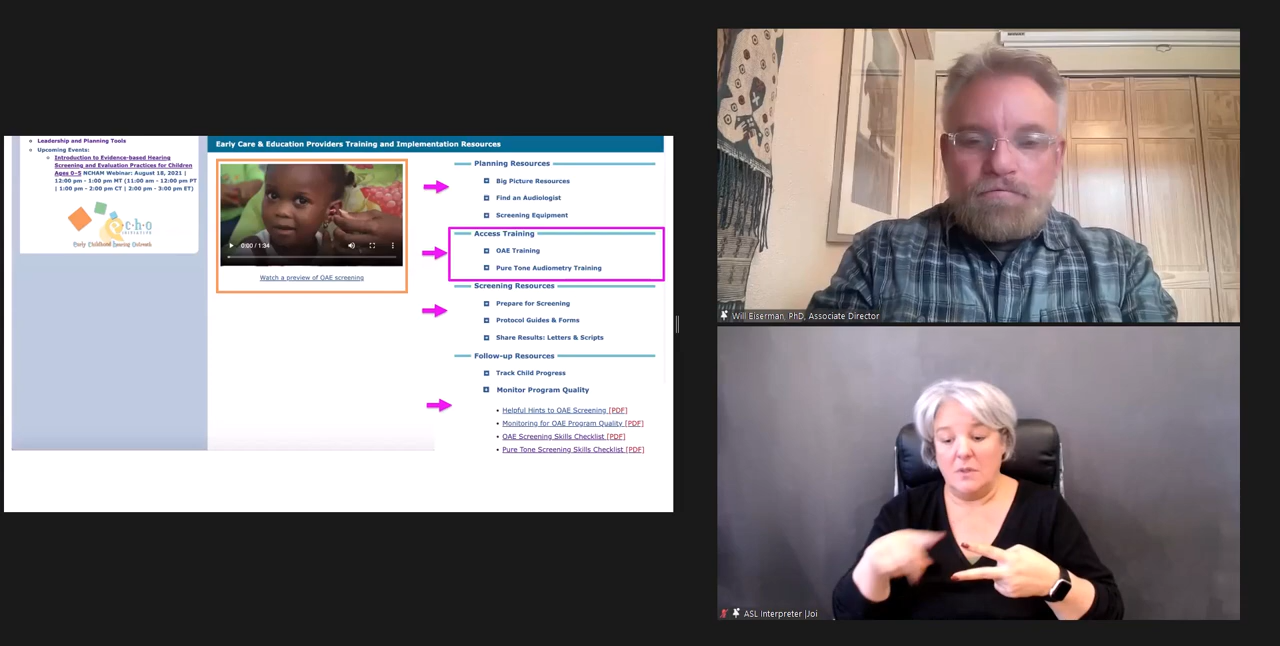 Leadership and Planning Tools
Upcoming Events:
Introduction to Evidence-based Hearing
Screening and Evaluation Practices for Children
Ages 0-5 NCHAM Webinar: August 18, 2021 |
12:00 pm - 1:00 pm MT (11:00 am - 12:00 pm PT
| 1:00 pm - 2:00 pm CT | 2:00 pm - 3:00 pm ET)
e·c·h·o
INITIATIVE
Early Childhood Hearing Outreach
Early Care & Education Providers Training and Implementation Resources
0:00 / 1:34
Watch a preview of OAE screening
Planning Resources
Big Picture Resources
Find an Audiologist
Screening Equipment
Access Training
OAE Training
Pure Tone Audiometry Training
Screening Resources
Prepare for Screening
Protocol Guides & Forms
Share Results: Letters & Scripts
Follow-up Resources
Track Child Progress
Monitor Program Quality
• Helpful Hints to OAE Screening [PDF]
• Monitoring for OAE Program Quality [PDF]
• OAE Screening Skills Checklist [PDF]
• Pure Tone Screening Skills Checklist [PDF]
Will Eiserman, PhD, Associate Director
ASL Interpreter |Joi